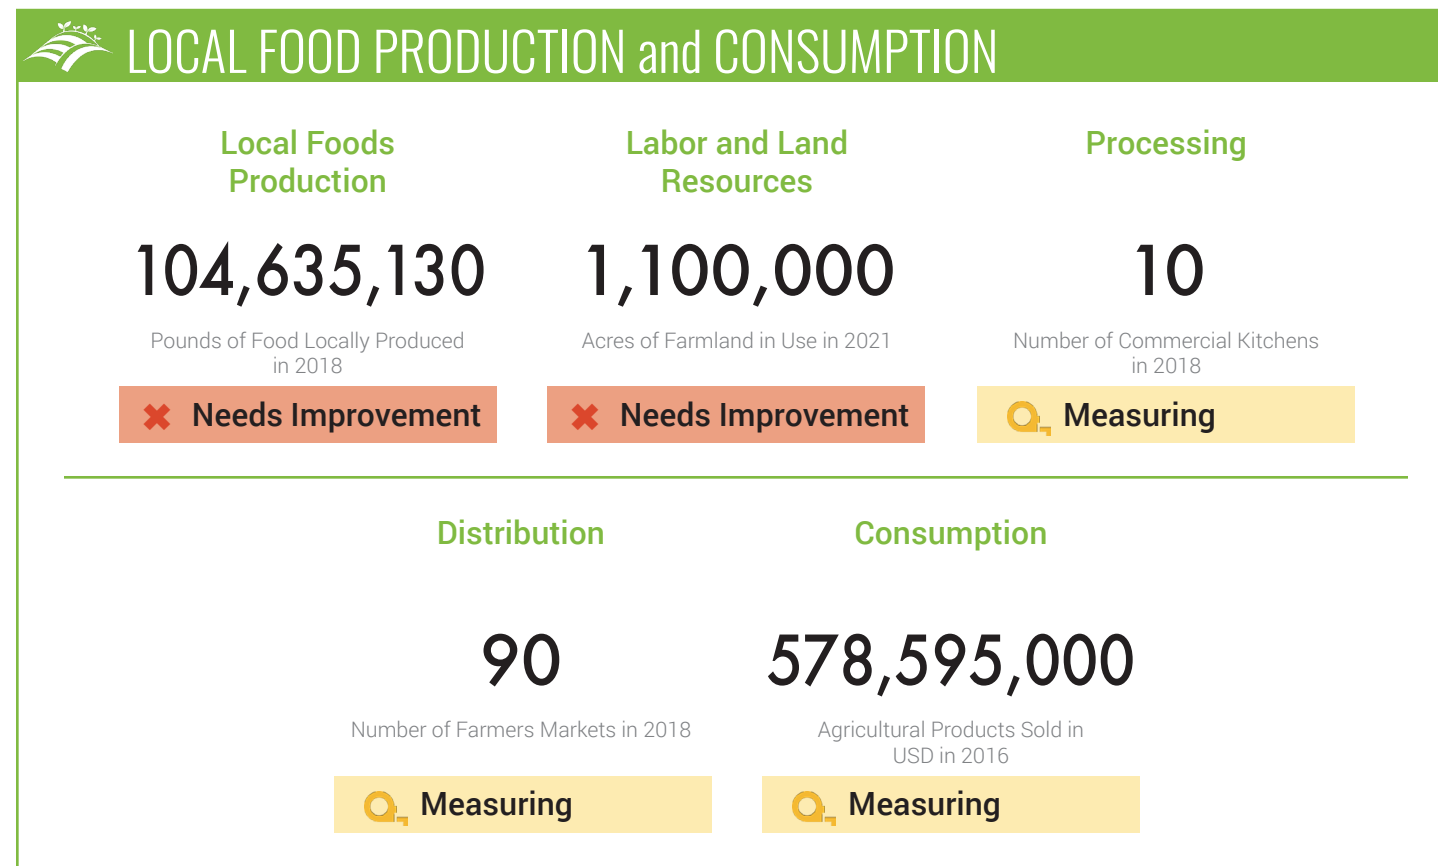 LOCAL FOOD PRODUCTION and CONSUMPTION
Local Foods
Production
104,635,130
Pounds of Food Locally Produced
in 2018
Needs Improvement
Labor and Land
Resources
1,100,000
Acres of Farmland in Use in 2021
Needs Improvement
Processing
10
Number of Commercial Kitchens
in 2018
Measuring
Distribution
90
Number of Farmers Markets in 2018
Measuring
Consumption
578,595,000
Agricultural Products Sold in
USD in 2016
Measuring